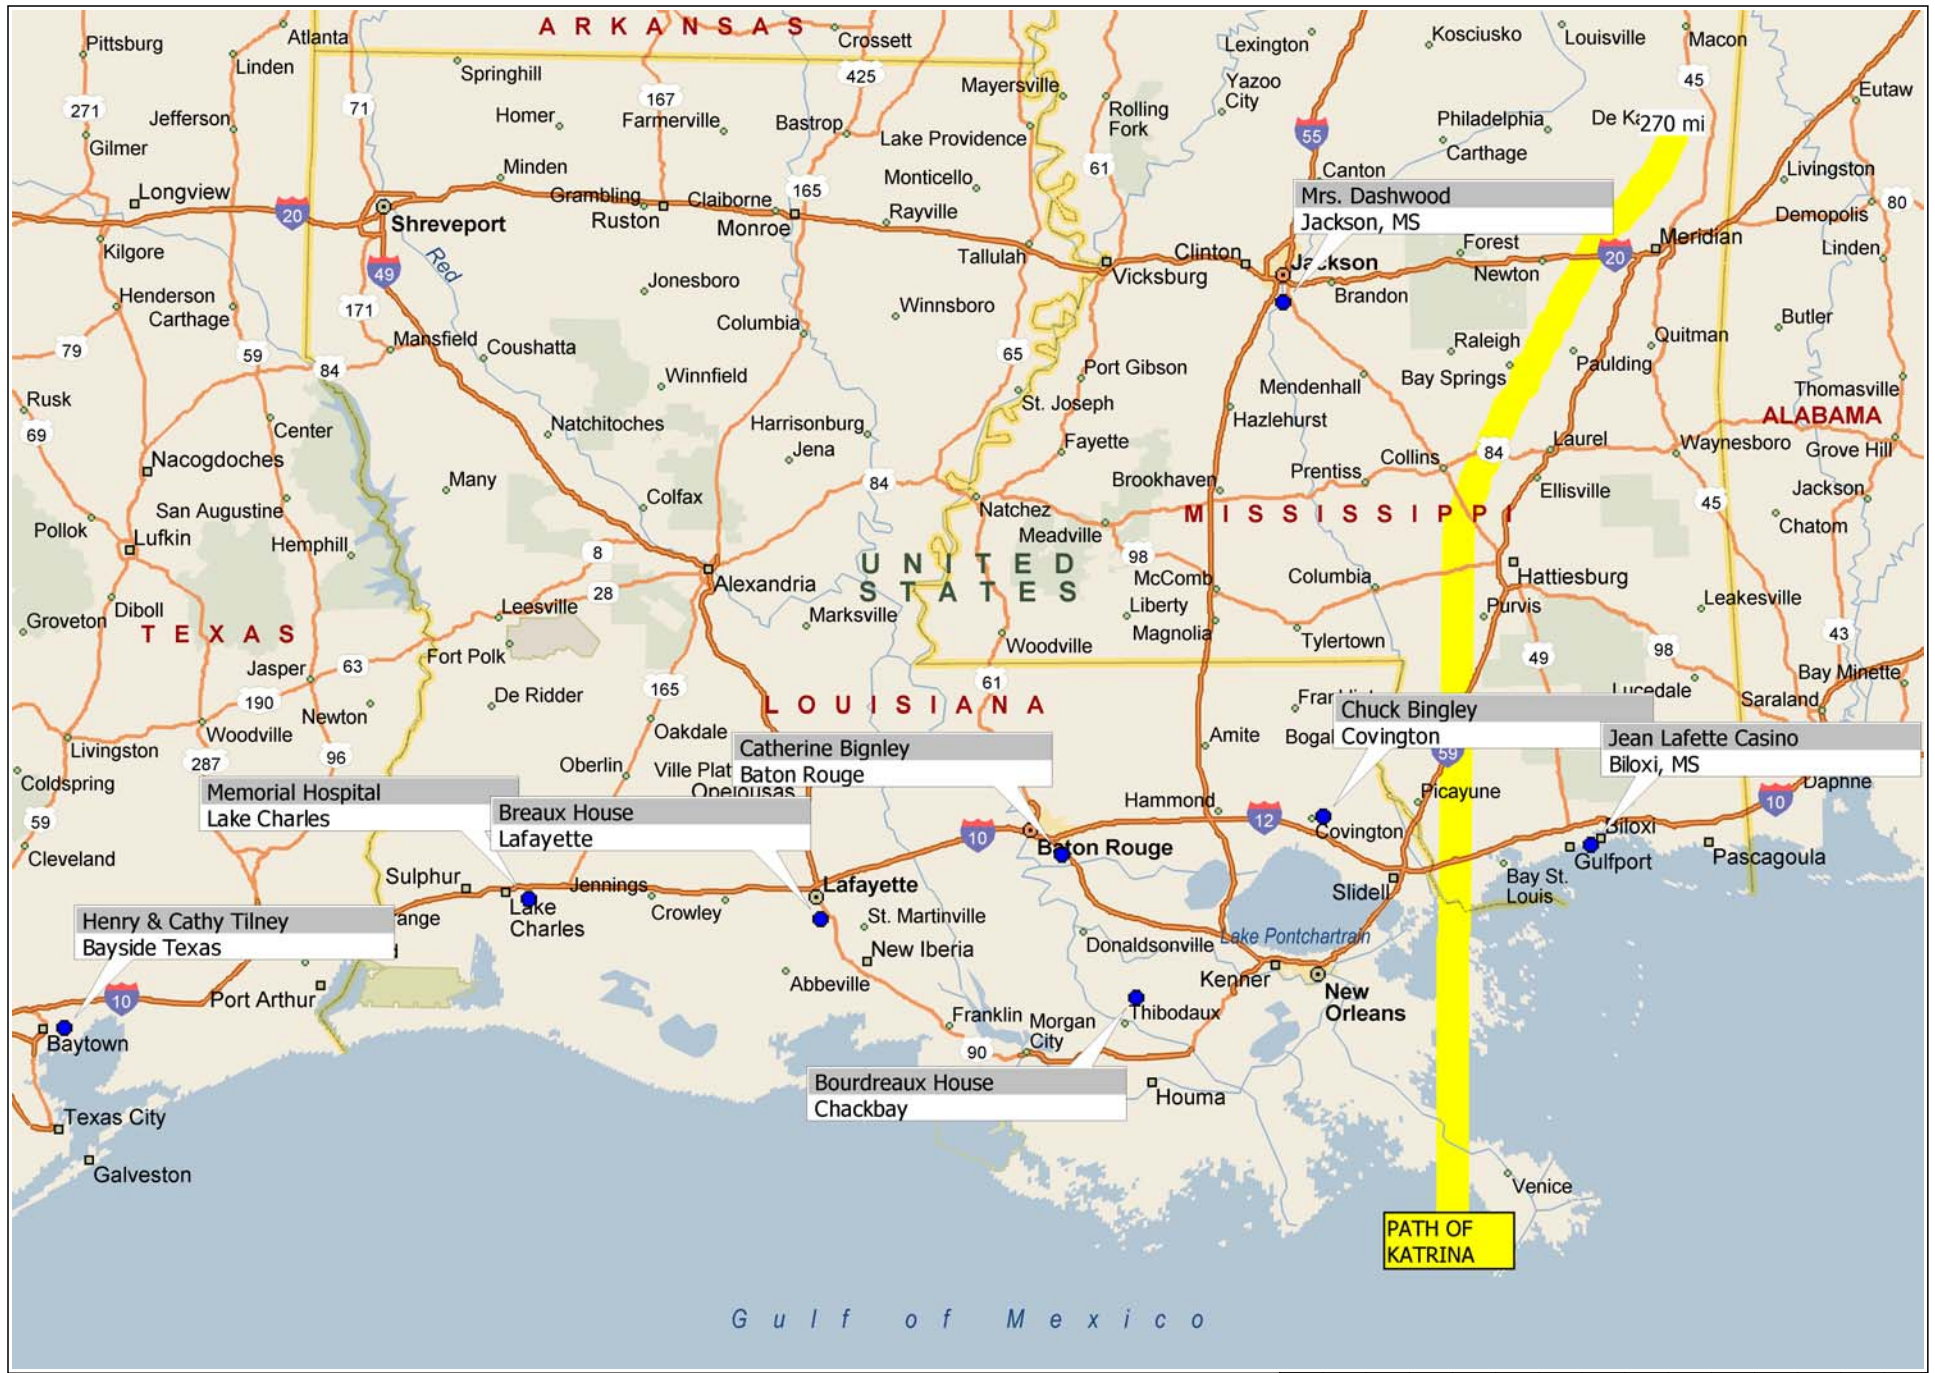 ARKANSAS
Pittsburg
Atlanta
Crossett
Lexington
Kosciusko
Louisville
Macon
Linden
Springhill
425
Mayersville
Yazoo
City
45
Eutaw
271
71
167
Homer
Farmerville
Bastrop
Rolling
Fork
Jefferson
Lake Providence
55
Philadelphia
De Ka
270 mi
Gilmer
Carthage
61
Canton
Livingston
Minden
Monticello
Longview
Grambling
Claiborne
165
Mrs. Dashwood
Jackson, MS
80
20
Shreveport
Ruston
Monroe
Rayville
Demopolis
Kilgore
Red
Tallulah
Clinton
Forest
Meridian
Linden
49
Vicksburg
Jackson
Newton
20
Henderson
Jonesboro
Brandon
Carthage
171
Winnsboro
Butler
Columbia
79
59
Mansfield
Coushatta
65
Raleigh
Quitman
84
Winnfield
Port Gibson
Mendenhall
Bay Springs
Paulding
Thomasville
Rusk
St. Joseph
ALABAMA
69
Center
Natchitoches
Harrisonburg
Hazlehurst
Jena
Fayette
Laurel
Waynesboro
Grove Hill
Nacogdoches
Collins
84
Many
84
Brookhaven
Prentiss
Ellisville
Jackson
San Augustine
Colfax
Natchez
MISSISSIPPI
45
Chatom
Pollok
Lufkin
Hemphill
Meadville
8
98
UNITED
STATES
Alexandria
McComb
Columbia
Hattiesburg
28
Diboll
Leesville
Marksville
Liberty
Purvis
Leakesville
Groveton
TEXAS
Magnolia
Tylertown
43
Woodville
Jasper
63
Fort Polk
49
98
Bay Minette
190
De Ridder
165
61
Newton
LOUISIANA
Lucedale
Saraland
Woodville
Oakdale
Chuck Bingley
Covington
Livingston
Amite
Bogal
Jean Lafette Casino
Biloxi, MS
287
96
Catherine Bignley
Baton Rouge
59
Coldspring
Oberlin
Ville Plat
Opelousas
Daphne
Memorial Hospital
Lake Charles
Picayune
Breaux House
Lafayette
Hammond
10
59
10
12
Covington
Biloxi
Cleveland
Baton Rouge
Gulfport
Pascagoula
Sulphur
Jennings
Lafayette
Slidell
Bay St.
Louis
Lake
Charles
Crowley
St. Martinville
Henry & Cathy Tilney
Bayside Texas
range
Donaldsonville
Lake Pontchartrain
New Iberia
10
Port Arthur
Abbeville
Kenner
New
Orleans
Baytown
Franklin
Morgan
City
Thibodaux
90
Bourdreaux House
Chackbay
Houma
Texas City
Galveston
Venice
PATH OF
KATRINA
Gulf of Mexico